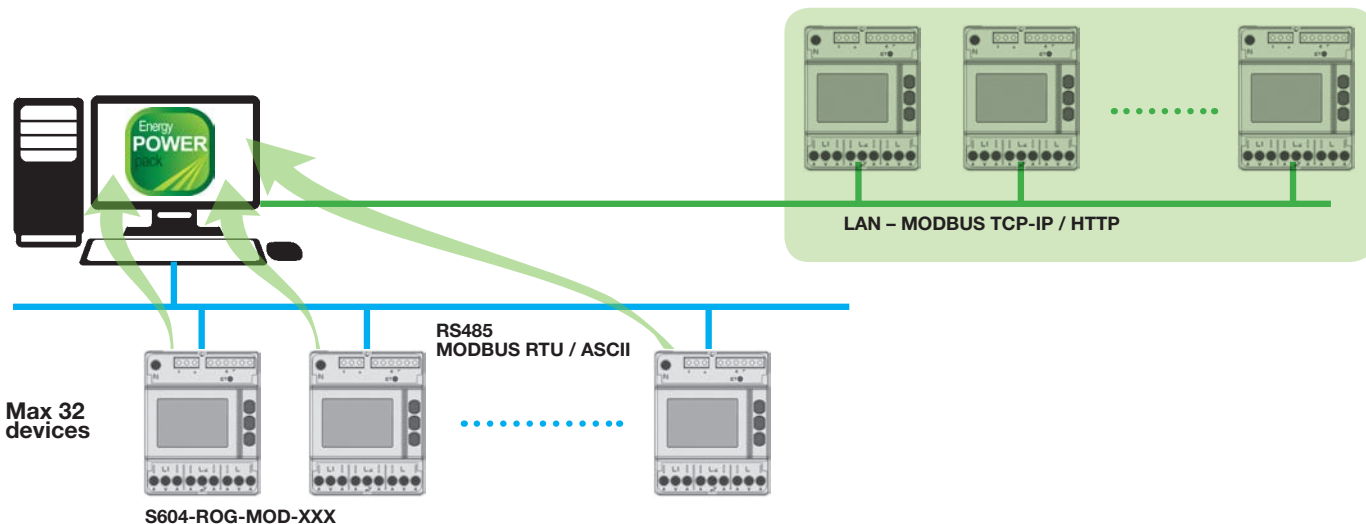 Energy
POWER
pack
LAN – MODBUS TCP-IP / HTTP
RS485
MODBUS RTU / ASCII
Max 32
devices
S604-ROG-MOD-XXX